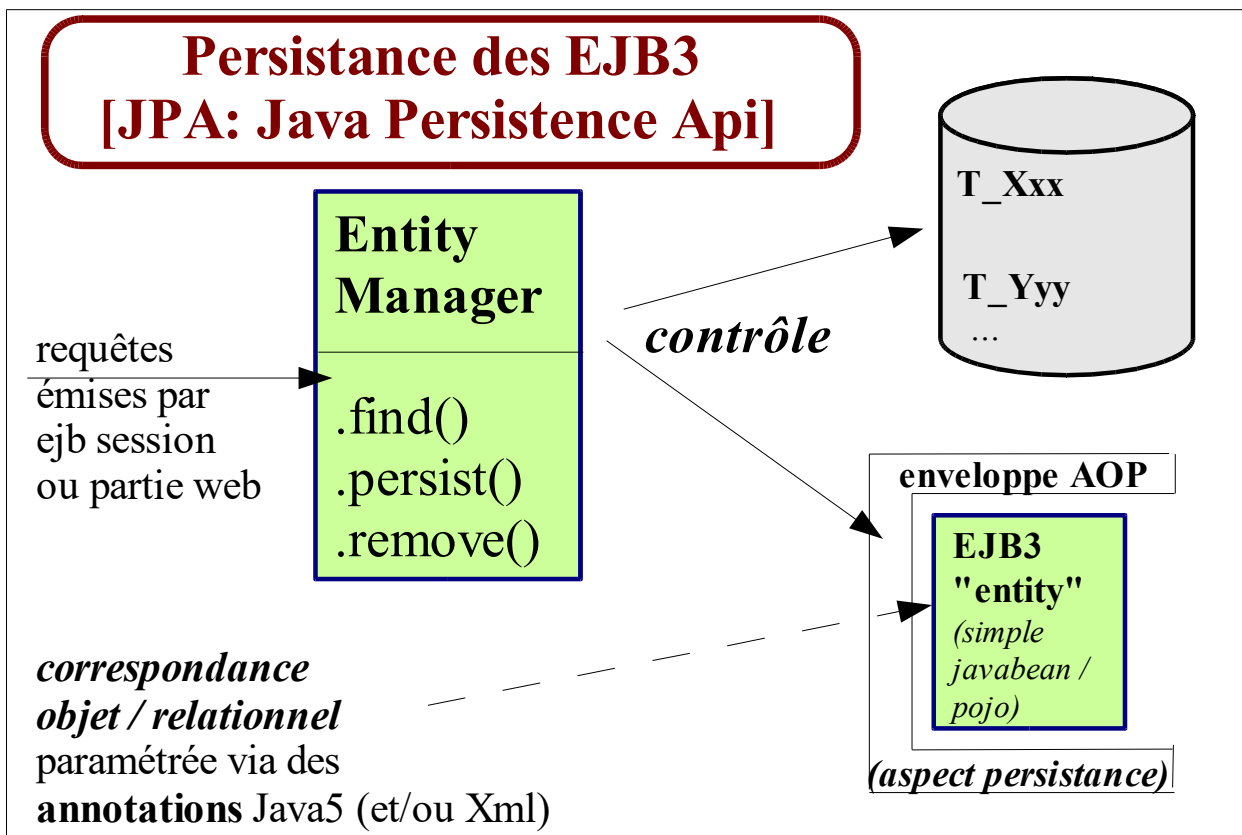 Persistance des EJB3
[JPA: Java Persistence Api]
T_Xxx
T_Yyy
...
Entity
Manager
.find()
.persist()
.remove()
contrôle
requêtes
émises par
ejb session
ou partie web
enveloppe AOP
EJB3
"entity"
(simple
javabean /
pojo)
(aspect persistance)
correspondance
objet / relationnel
paramétrée via des
annotations Java5 (et/ou Xml)